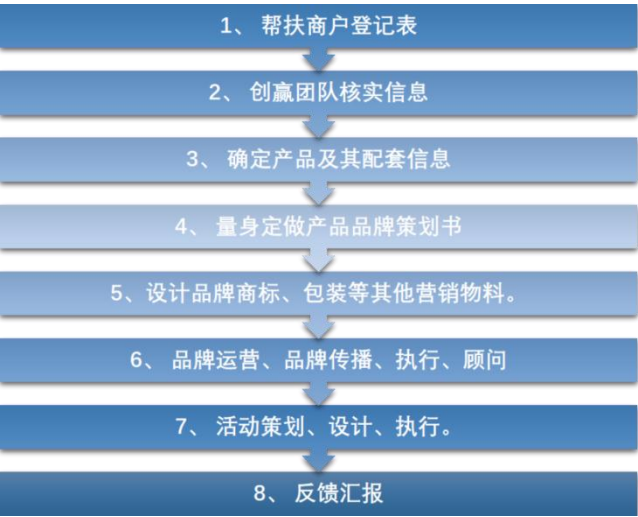 1、 帮扶商户登记表
2、 创赢团队核实信息
3、 确定产品及其配套信息
4、 量身定做产品品牌策划书
5、设计品牌商标、包装等其他营销物料。
6、 品牌运营、品牌传播、执行、顾问
7、 活动策划、设计、执行。
8、 反馈汇报